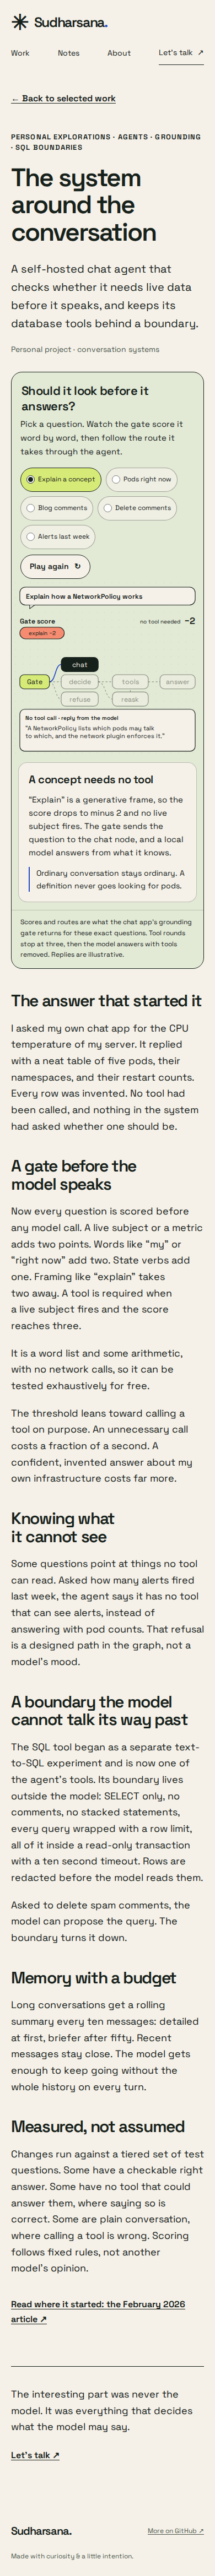 Sudharsana.
Work Notes About Let's talk ↗
← Back to selected work
PERSONAL EXPLORATIONS · AGENTS · GROUNDING
· SQL BOUNDARIES
The system
around the
conversation
A self-hosted chat agent that
checks whether it needs live data
before it speaks, and keeps its
database tools behind a boundary.
Personal project · conversation systems
Should it look before it
answers?
Pick a question. Watch the gate score it
word by word, then follow the route it
takes through the agent.
Explain a concept Pods right now
Blog comments Delete comments
Alerts last week
Play again ↻
Explain how a NetworkPolicy works
Gate score no tool needed −2
explain −2
chat
Gate decide tools answer
refuse reask
No tool call · reply from the model
"A NetworkPolicy lists which pods may talk
to which, and the network plugin enforces it."
A concept needs no tool
"Explain" is a generative frame, so the
score drops to minus 2 and no live
subject fires. The gate sends the
question to the chat node, and a local
model answers from what it knows.
Ordinary conversation stays ordinary. A
definition never goes looking for pods.
Scores and routes are what the chat app's grounding
gate returns for these exact questions. Tool rounds
stop at three, then the model answers with tools
removed. Replies are illustrative.
The answer that started it
I asked my own chat app for the CPU
temperature of my server. It replied
with a neat table of five pods, their
namespaces, and their restart counts.
Every row was invented. No tool had
been called, and nothing in the system
had asked whether one should be.
A gate before the
model speaks
Now every question is scored before
any model call. A live subject or a metric
adds two points. Words like "my" or
"right now" add two. State verbs add
one. Framing like "explain" takes
two away. A tool is required when
a live subject fires and the score
reaches three.
It is a word list and some arithmetic,
with no network calls, so it can be
tested exhaustively for free.
The threshold leans toward calling a
tool on purpose. An unnecessary call
costs a fraction of a second. A
confident, invented answer about my
own infrastructure costs far more.
Knowing what
it cannot see
Some questions point at things no tool
can read. Asked how many alerts fired
last week, the agent says it has no tool
that can see alerts, instead of
answering with pod counts. That refusal
is a designed path in the graph, not a
model's mood.
A boundary the model
cannot talk its way past
The SQL tool began as a separate text-
to-SQL experiment and is now one of
the agent's tools. Its boundary lives
outside the model: SELECT only, no
comments, no stacked statements,
every query wrapped with a row limit,
all of it inside a read-only transaction
with a ten second timeout. Rows are
redacted before the model reads them.
Asked to delete spam comments, the
model can propose the query. The
boundary turns it down.
Memory with a budget
Long conversations get a rolling
summary every ten messages: detailed
at first, briefer after fifty. Recent
messages stay close. The model gets
enough to keep going without the
whole history on every turn.
Measured, not assumed
Changes run against a tiered set of test
questions. Some have a checkable right
answer. Some have no tool that could
answer them, where saying so is
correct. Some are plain conversation,
where calling a tool is wrong. Scoring
follows fixed rules, not another
model's opinion.
Read where it started: the February 2026
article ↗
The interesting part was never the
model. It was everything that decides
what the model may say.
Let's talk ↗
Sudharsana. More on GitHub ↗
Made with curiosity & a little intention.